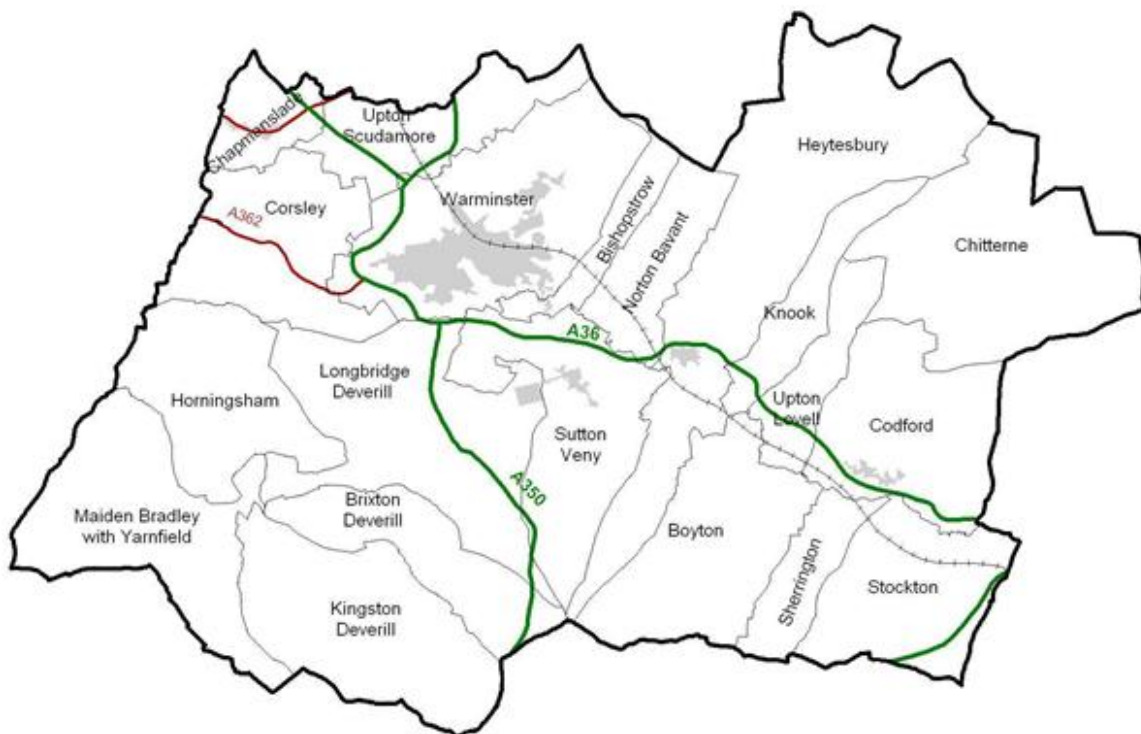 Chapmanslade
Upton
Scudamore
Heytesbury
Warminster
Corsley
A362
Bishopstrow
Norton Bavant
Chitterne
Knook
A36
Longbridge
Deverill
Horningsham
Upton
Lovell
Codford
Sutton
Veny
A350
Brixton
Deverill
Maiden Bradley
with Yarnfield
Boyton
Sherrington
Stockton
Kingston
Deverill